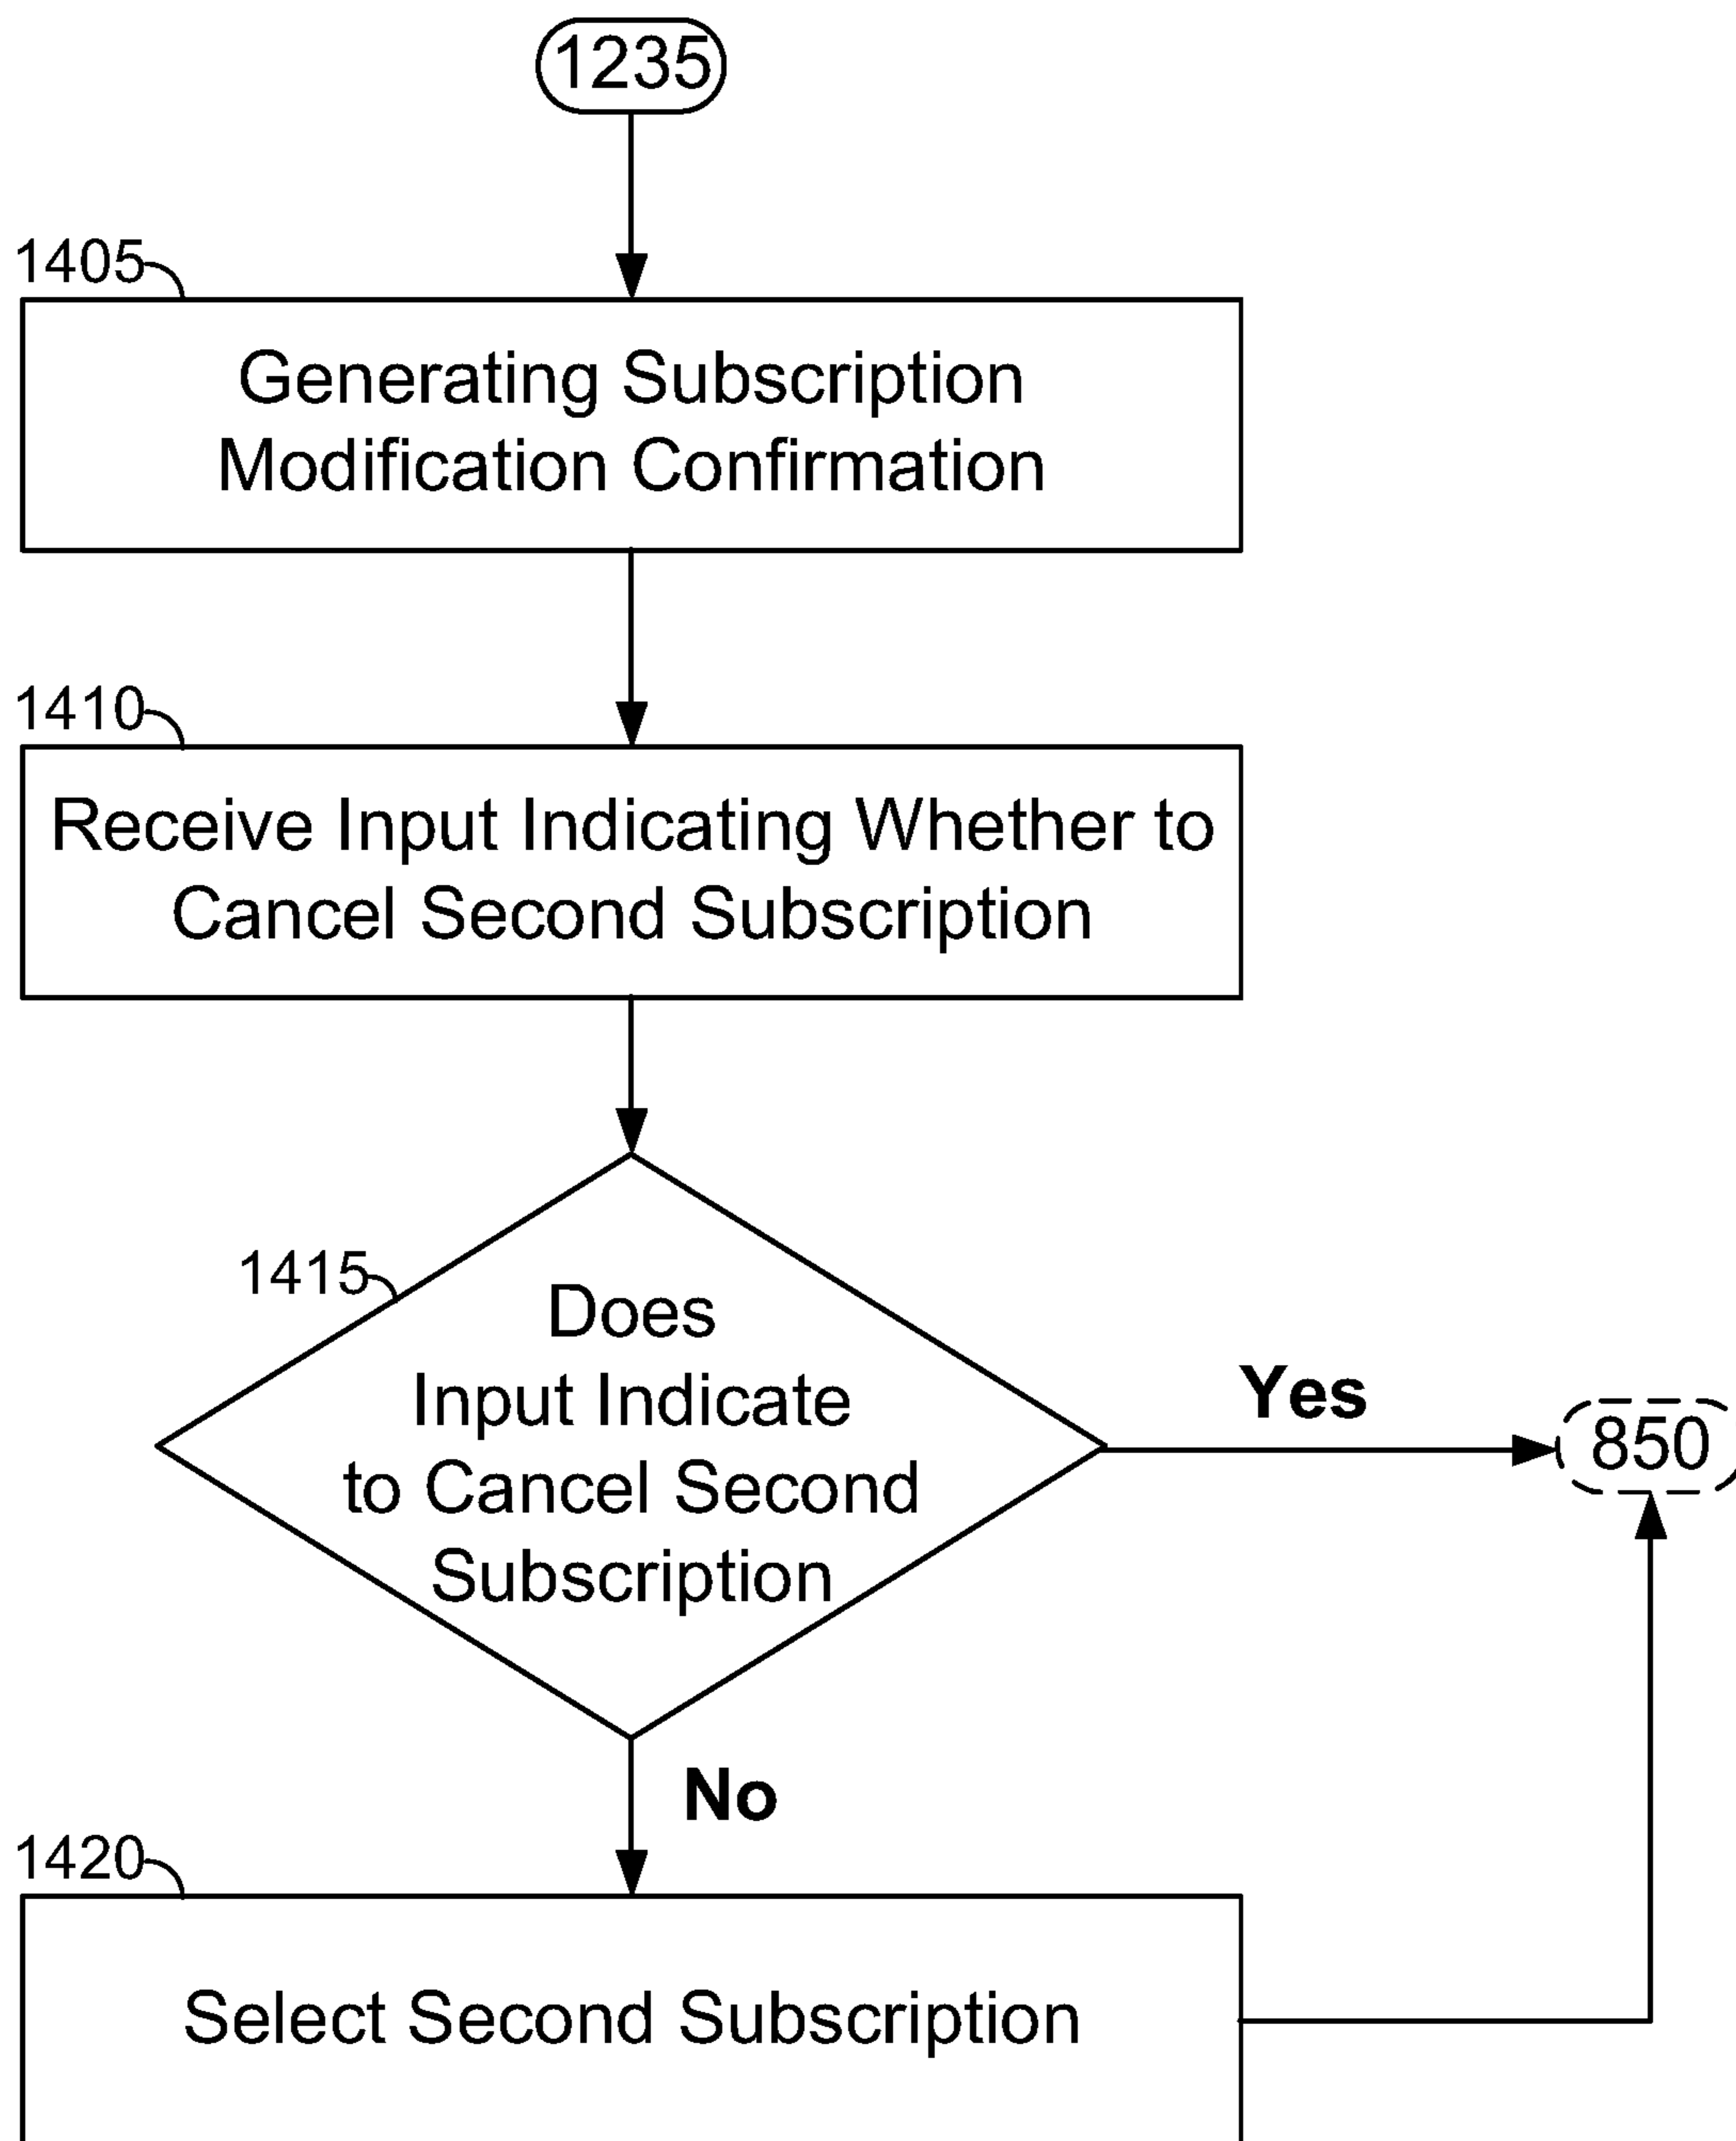 1235
1405
Generating Subscription
Modification Confirmation
1410
Receive Input Indicating Whether to
Cancel Second Subscription
1415
Does
Input Indicate
to Cancel Second
Subscription
Yes
850
No
1420
Select Second Subscription